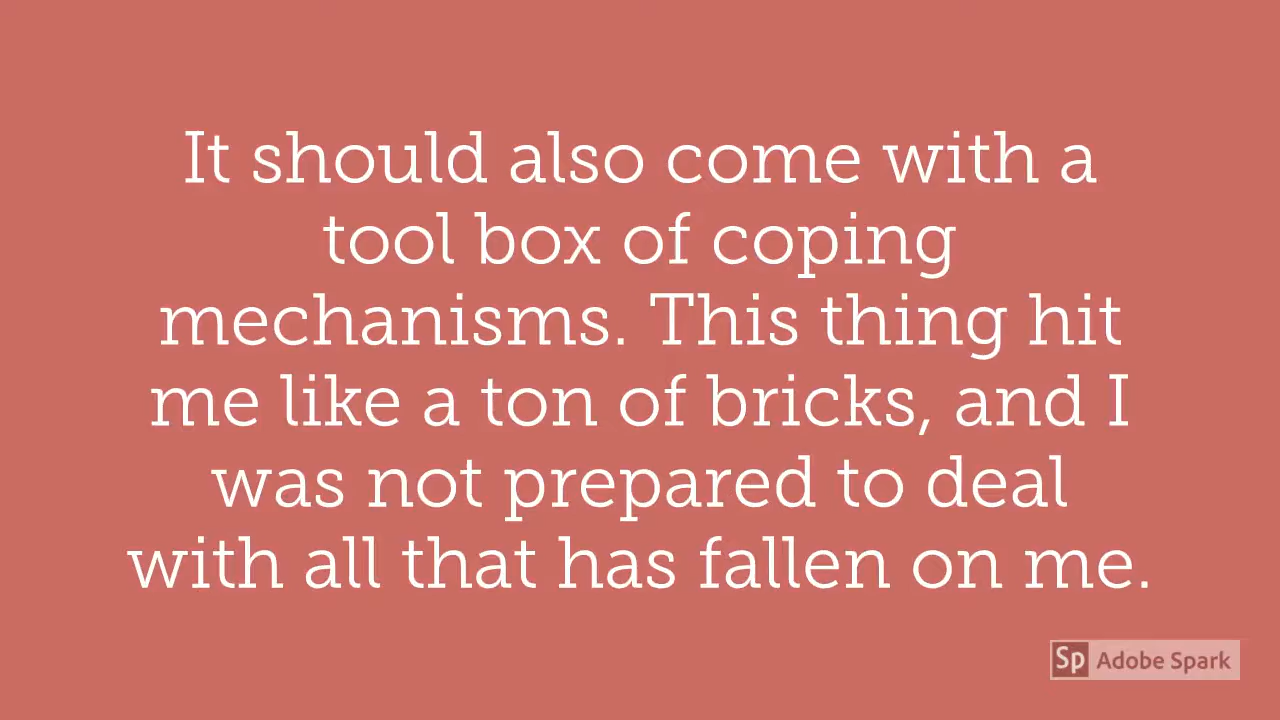 It should also come with a
tool box of coping
mechanisms. This thing hit
me like a ton of bricks, and I
was not prepared to deal
with all that has fallen on me.
Sp Adobe Spark